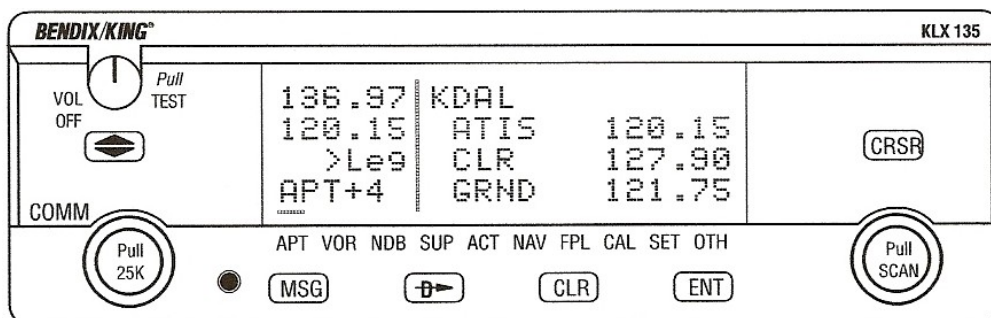 BENDIX/KING® KLX 135
VOL
OFF
Pull
TEST
COMM
Pull
25K
136.97
120.15
>Leg
APT+4
KDAL
ATIS 120.15
CLR 127.90
GRND 121.75
CRSR
Pull
SCAN
APT VOR NDB SUP ACT NAV FPL CAL SET OTH
MSG D CLR ENT